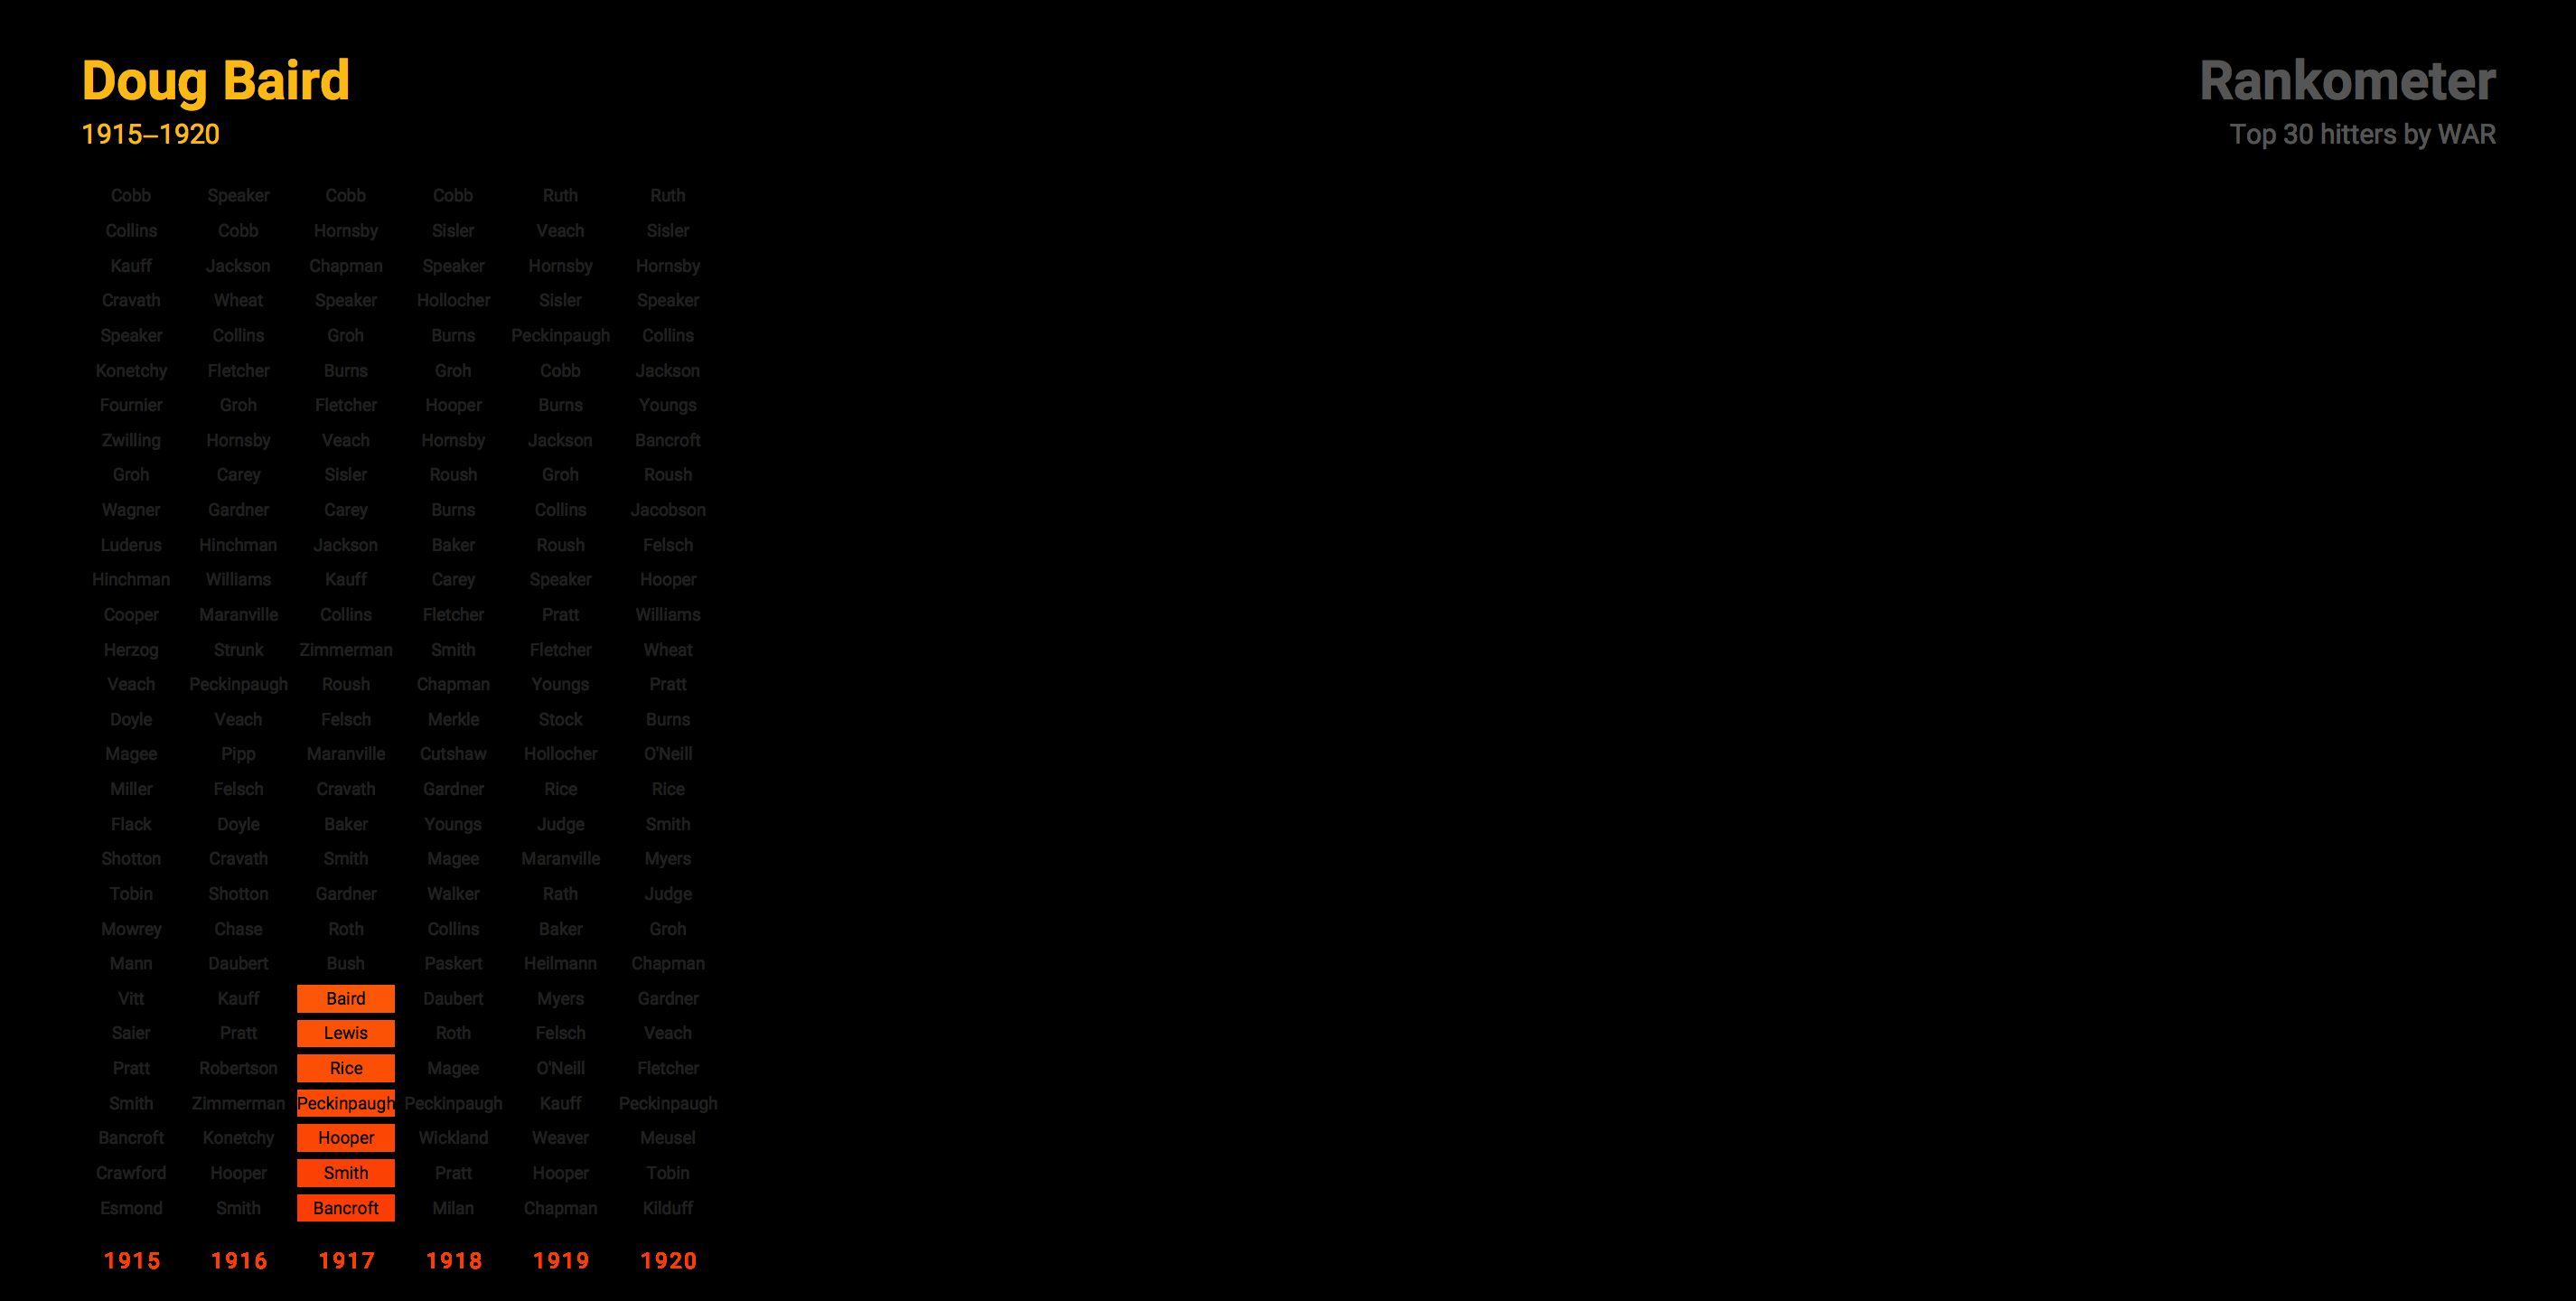 Doug Baird
1915–1920
Rankometer
Top 30 hitters by WAR
Cobb Speaker Cobb Cobb Ruth Ruth
Collins Cobb Hornsby Sisler Veach Sisler
Kauff Jackson Chapman Speaker Hornsby Hornsby
Cravath Wheat Speaker Hollocher Sisler Speaker
Speaker Collins Groh Burns Peckinpaugh Collins
Konetchy Fletcher Burns Groh Cobb Jackson
Fournier Groh Fletcher Hooper Burns Youngs
Zwilling Hornsby Veach Hornsby Jackson Bancroft
Groh Carey Sisler Roush Groh Roush
Wagner Gardner Carey Burns Collins Jacobson
Luderus Hinchman Jackson Baker Roush Felsch
Hinchman Williams Kauff Carey Speaker Hooper
Cooper Maranville Collins Fletcher Pratt Williams
Herzog Strunk Zimmerman Smith Fletcher Wheat
Veach Peckinpaugh Roush Chapman Youngs Pratt
Doyle Veach Felsch Merkle Stock Burns
Magee Pipp Maranville Cutshaw Hollocher O'Neill
Miller Felsch Cravath Gardner Rice Rice
Flack Doyle Baker Youngs Judge Smith
Shotton Cravath Smith Magee Maranville Myers
Tobin Shotton Gardner Walker Rath Judge
Mowrey Chase Roth Collins Baker Groh
Mann Daubert Bush Paskert Heilmann Chapman
Vitt Kauff Baird Daubert Myers Gardner
Saier Pratt Lewis Roth Felsch Veach
Pratt Robertson Rice Magee O'Neill Fletcher
Smith Zimmerman Peckinpaugh Peckinpaugh Kauff Peckinpaugh
Bancroft Konetchy Hooper Wickland Weaver Meusel
Crawford Hooper Smith Pratt Hooper Tobin
Esmond Smith Bancroft Milan Chapman Kilduff
1915 1916 1917 1918 1919 1920